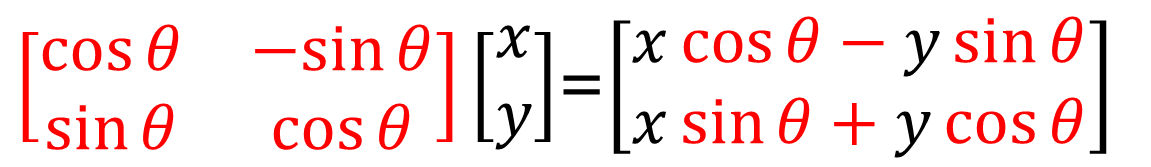 [cos θ −sin θ] [x] = [x cos θ − y sin θ]
[sin θ cos θ] [y] [x sin θ + y cos θ]